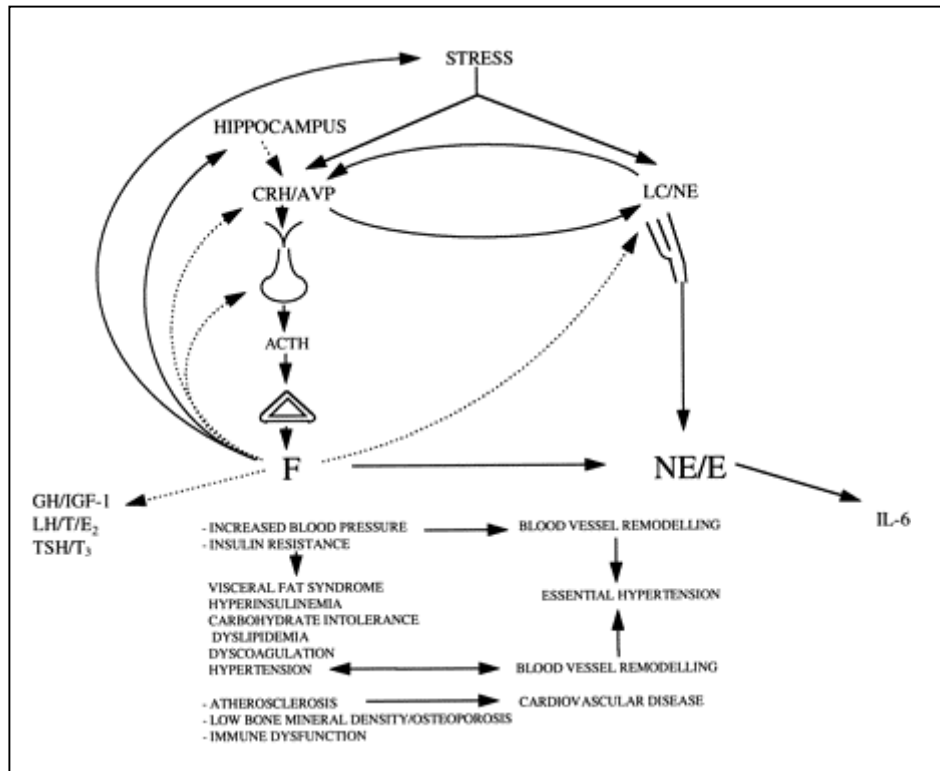 STRESS
HIPPOCAMPUS
CRH/AVP
LC/NE
ACTH
F
NE/E
GH/IGF-1
LH/T/E₂
TSH/T₃
IL-6
- INCREASED BLOOD PRESSURE
BLOOD VESSEL REMODELLING
- INSULIN RESISTANCE
VISCERAL FAT SYNDROME
HYPERINSULINEMIA
ESSENTIAL HYPERTENSION
CARBOHYDRATE INTOLERANCE
DYSLIPIDEMIA
DYSCOAGULATION
HYPERTENSION
BLOOD VESSEL REMODELLING
- ATHEROSCLEROSIS
CARDIOVASCULAR DISEASE
- LOW BONE MINERAL DENSITY/OSTEOPOROSIS
- IMMUNE DYSFUNCTION